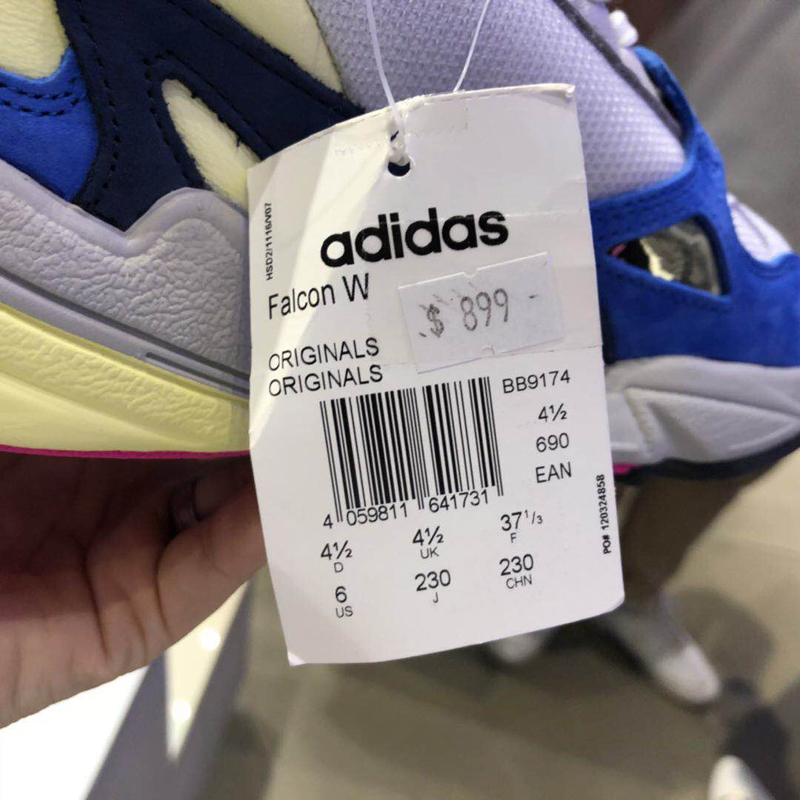 adidas
HSD2/1116/V07
Falcon W
$ 899 -
ORIGINALS
ORIGINALS
BB9174
4½
690
EAN
4 059811 641731
4½ 4½ 37 1/3
D UK F
6 230 230
US J CHN
PO# 120324858